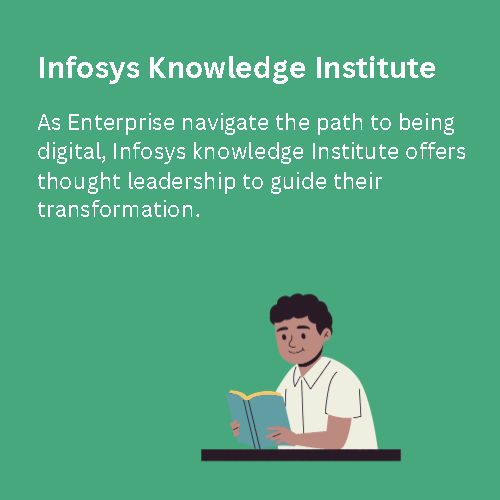 Infosys Knowledge Institute
As Enterprise navigate the path to being
digital, Infosys knowledge Institute offers
thought leadership to guide their
transformation.